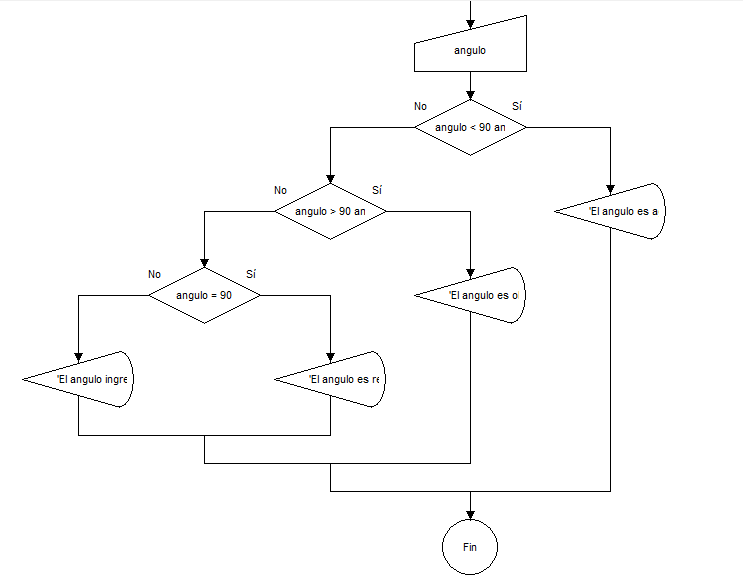 angulo
No
Sí
angulo < 90 an
No
Sí
angulo > 90 an
'El angulo es a
No
Sí
angulo = 90
'El angulo es o
'El angulo ingre
'El angulo es re
Fin